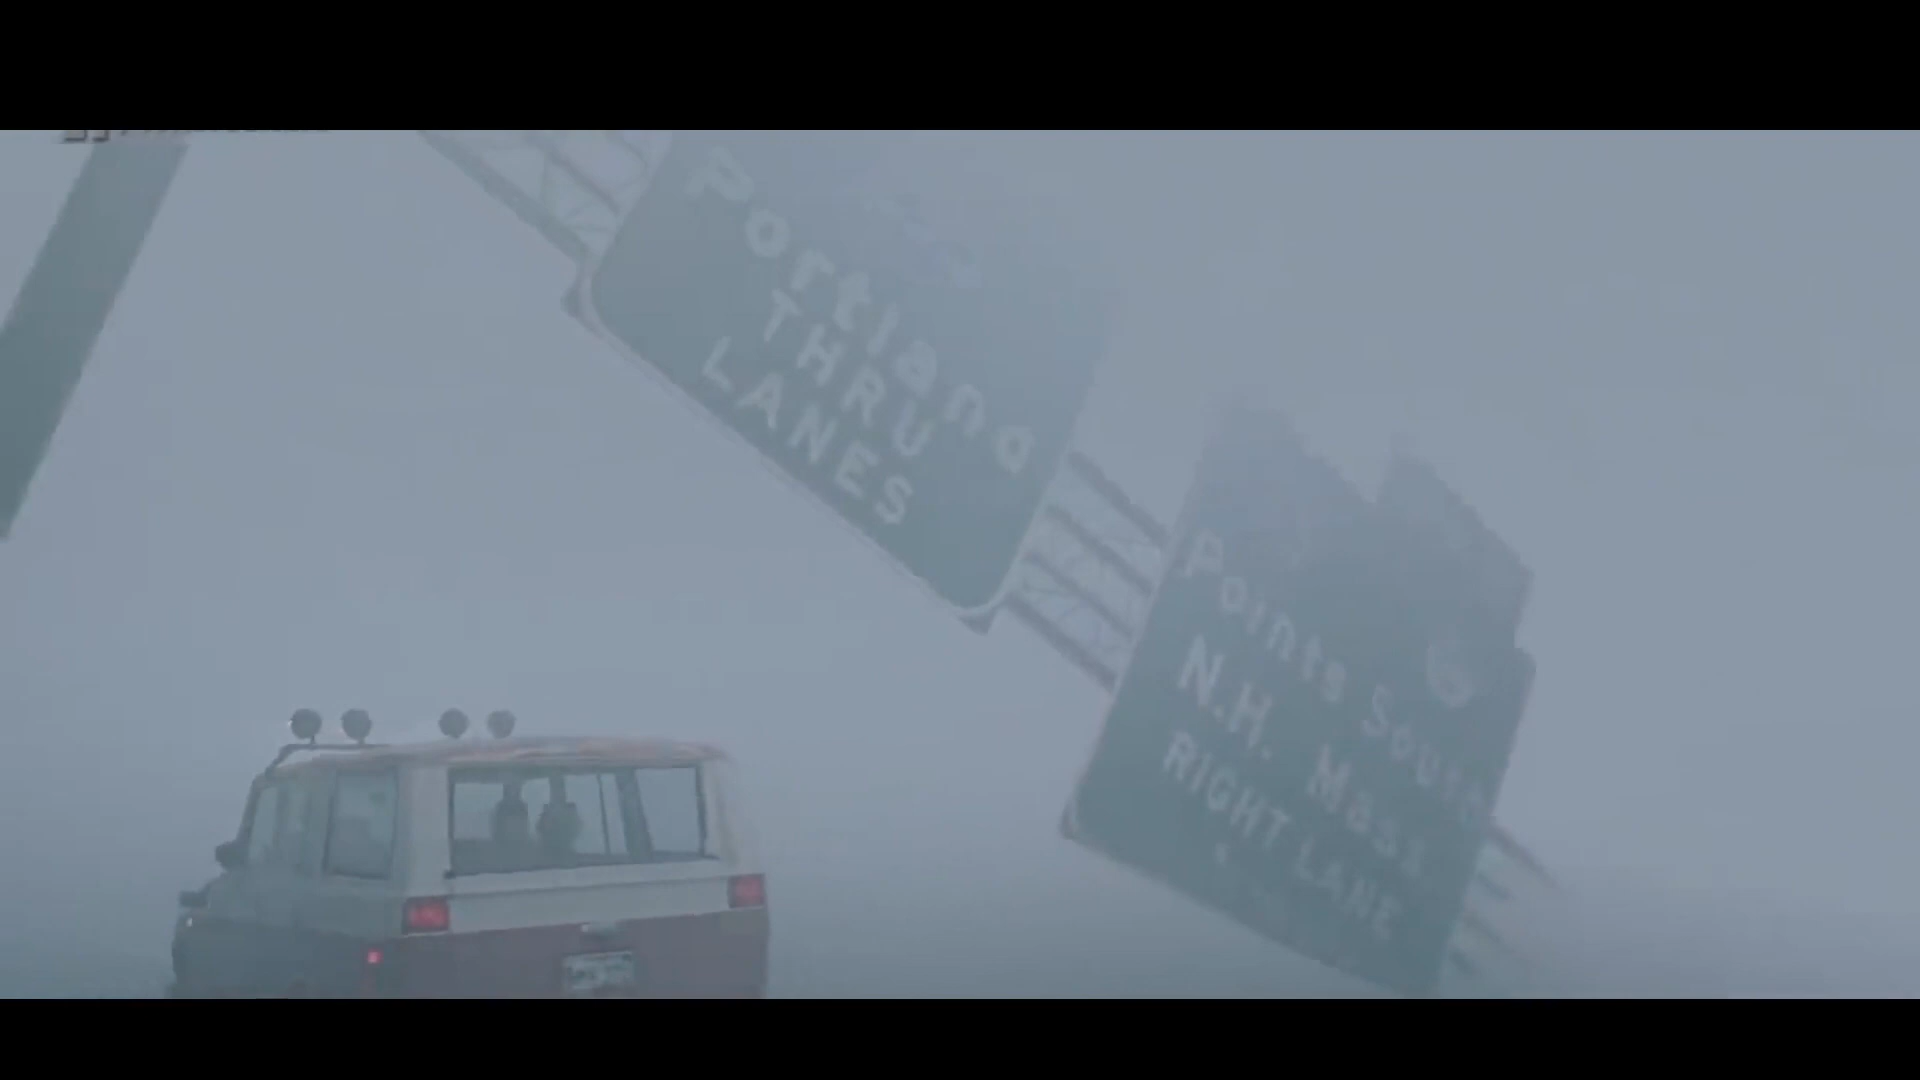 Portland
THRU
LANES
Points South
N.H. Mass
RIGHT LANE